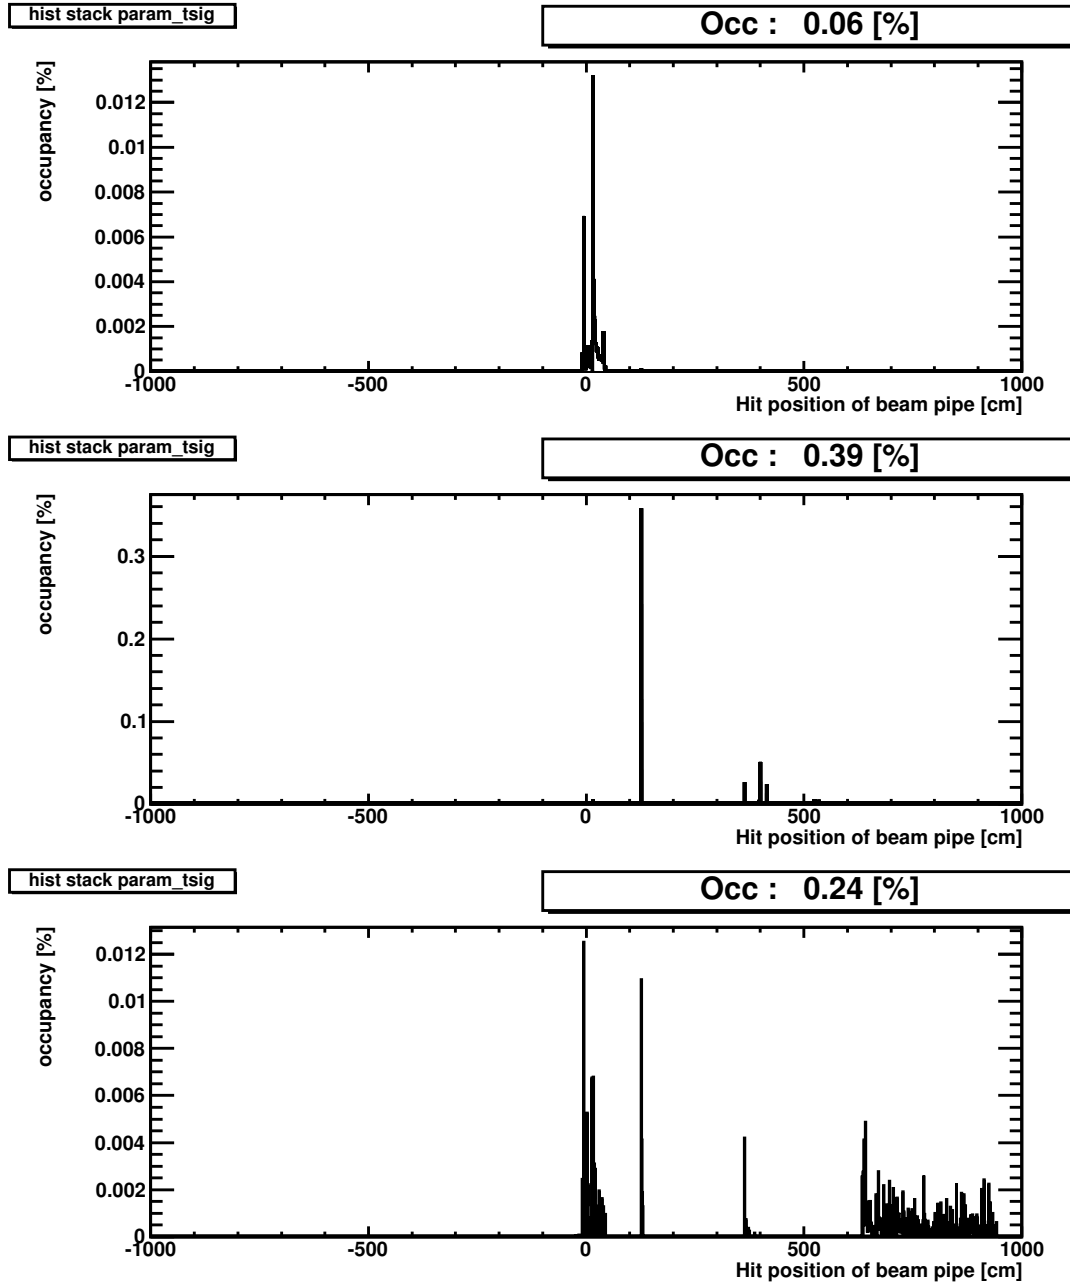 hist stack param_tsig
Occ : 0.06 [%]
occupancy [%]
0.012
0.01
0.008
0.006
0.004
0.002
0
-1000 -500 0 500 1000
Hit position of beam pipe [cm]
hist stack param_tsig
Occ : 0.39 [%]
occupancy [%]
0.3
0.2
0.1
0
-1000 -500 0 500 1000
Hit position of beam pipe [cm]
hist stack param_tsig
Occ : 0.24 [%]
occupancy [%]
0.012
0.01
0.008
0.006
0.004
0.002
0
-1000 -500 0 500 1000
Hit position of beam pipe [cm]